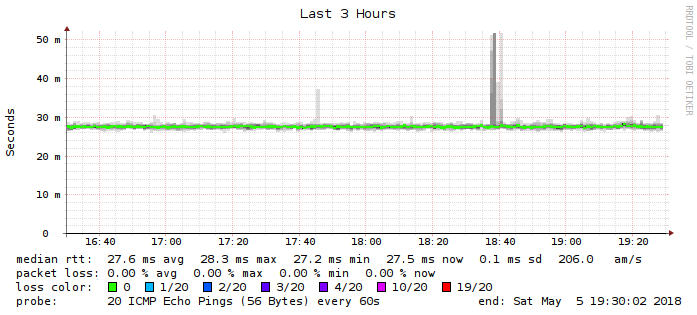 Last 3 Hours
RRDTOOL / TOBI OETIKER
Seconds
50 m
40 m
30 m
20 m
10 m
0
16:40 17:00 17:20 17:40 18:00 18:20 18:40 19:00 19:20
median rtt: 27.6 ms avg 28.3 ms max 27.2 ms min 27.5 ms now 0.1 ms sd 206.0 am/s
packet loss: 0.00 % avg 0.00 % max 0.00 % min 0.00 % now
loss color: 0 1/20 2/20 3/20 4/20 10/20 19/20
probe: 20 ICMP Echo Pings (56 Bytes) every 60s end: Sat May 5 19:30:02 2018